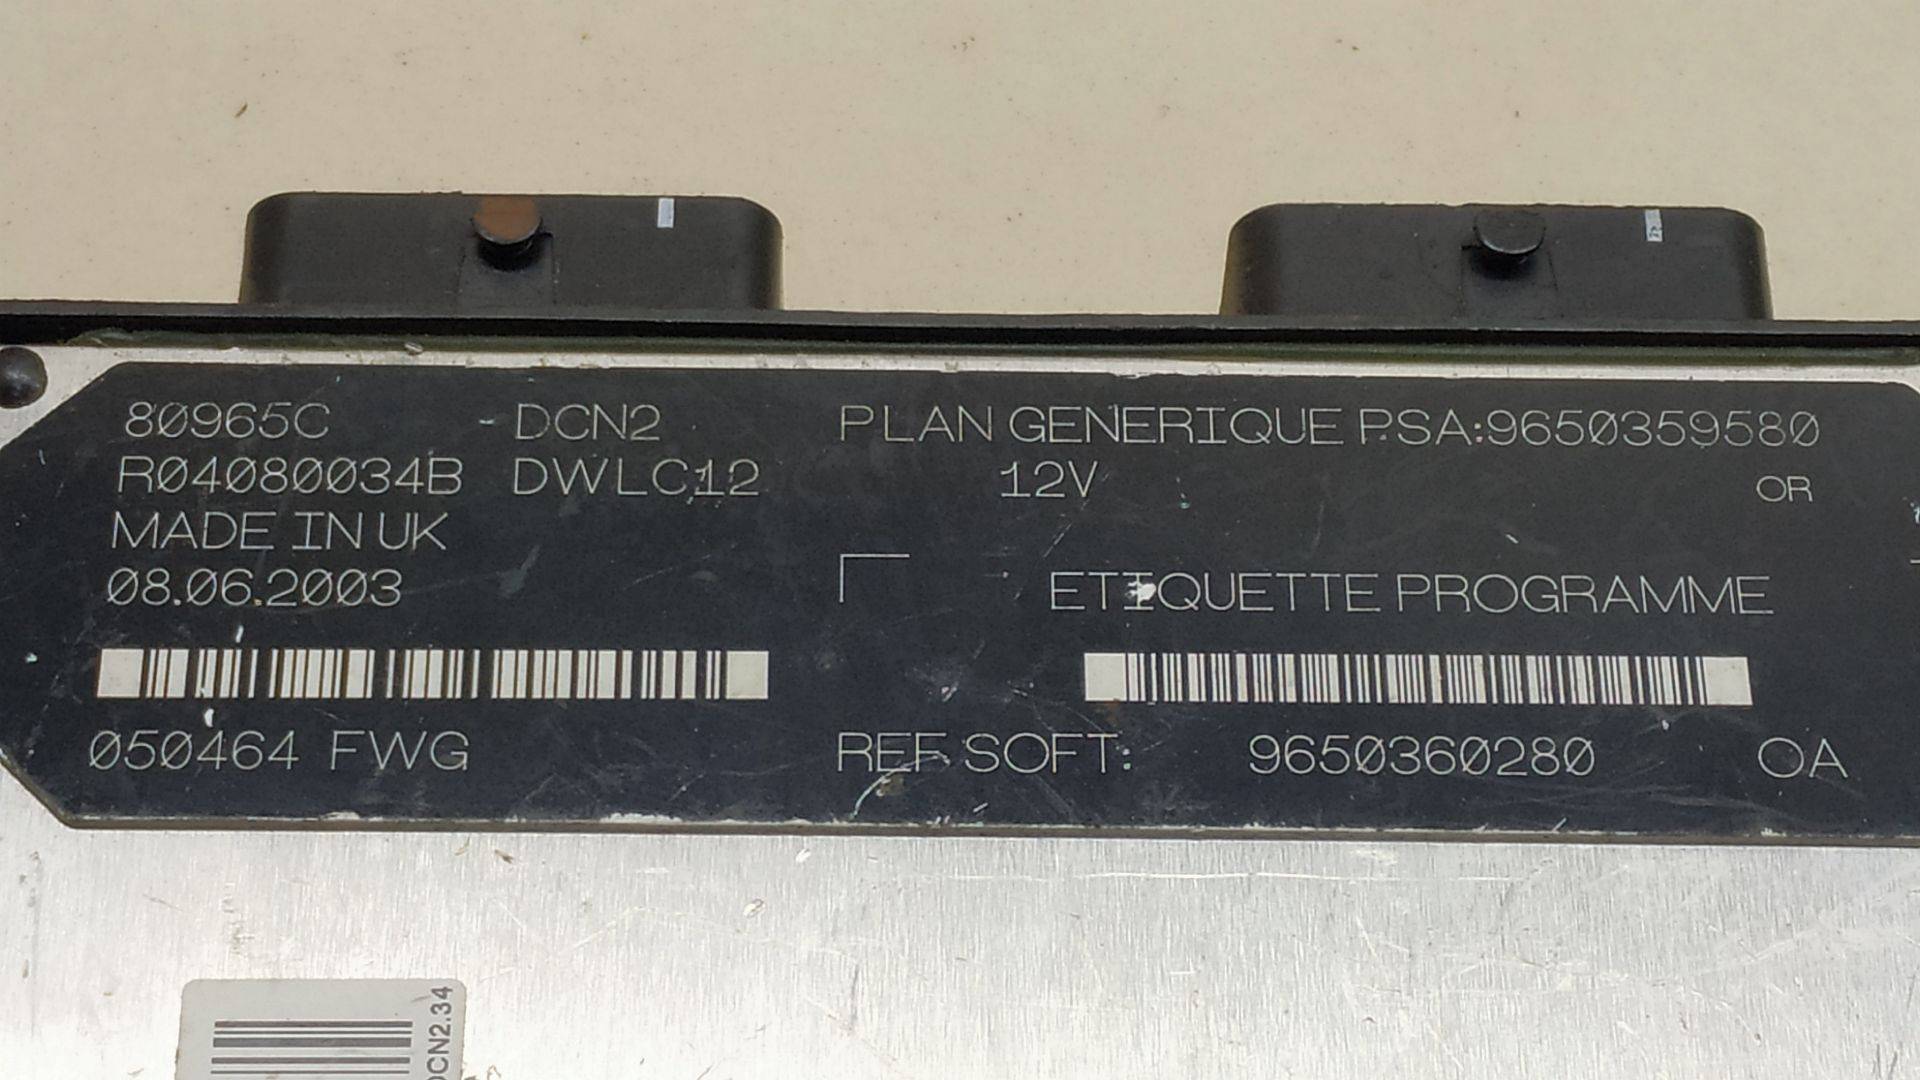 80965C DCN2 PLAN GENERIQUE PSA:9650359580
R04080034B DWLC12 12V OR
MADE IN UK
08.06.2003
ETIQUETTE PROGRAMME
050464 FWG REF SOFT: 9650360280 OA
DCN2.34